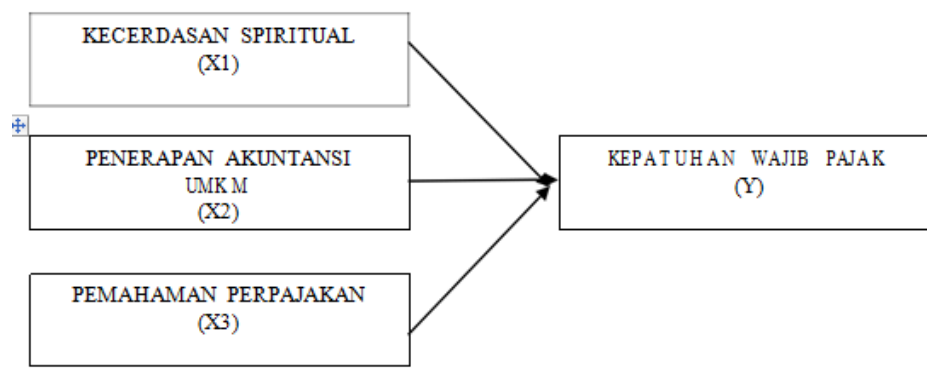 KECERDASAN SPIRITUAL
(X1)
PENERAPAN AKUNTANSI
UMKM
(X2)
PEMAHAMAN PERPAJAKAN
(X3)
KEPATUHAN WAJIB PAJAK
(Y)